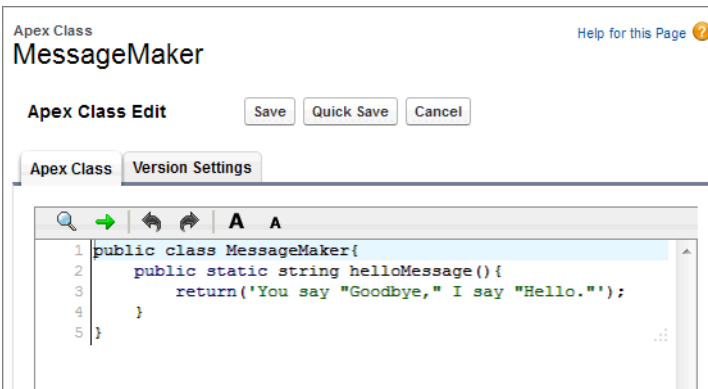 Apex Class
MessageMaker
Help for this Page ?
Apex Class Edit Save Quick Save Cancel
Apex Class Version Settings
A A
1 public class MessageMaker{
2 public static string helloMessage(){
3 return('You say "Goodbye," I say "Hello."');
4 }
5 }